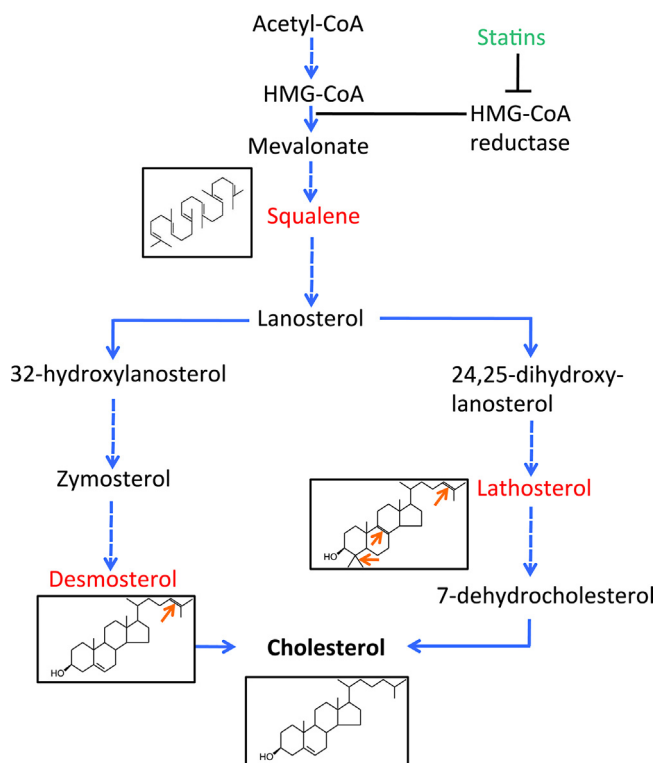 Acetyl-CoA
Statins
HMG-CoA
HMG-CoA
reductase
Mevalonate
Squalene
Lanosterol
32-hydroxylanosterol
24,25-dihydroxy-
lanosterol
Zymosterol
Lathosterol
HO
Desmosterol
7-dehydrocholesterol
Cholesterol
HO
HO